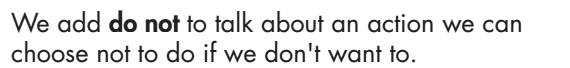 We add do not to talk about an action we can
choose not to do if we don't want to.